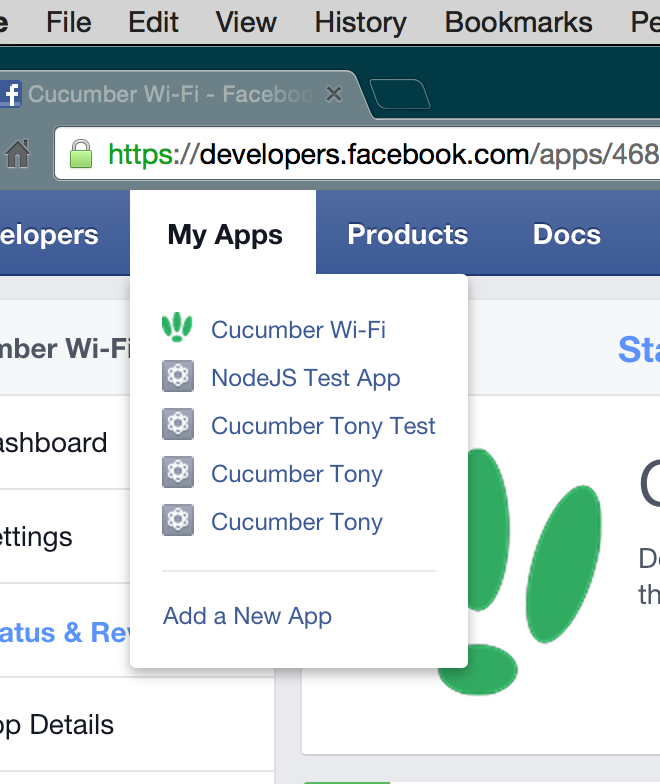 e File Edit View History Bookmarks Pe
Cucumber Wi-Fi - Faceboo
https://developers.facebook.com/apps/468
elopers My Apps Products Docs
mber Wi-Fi
Sta
Cucumber Wi-Fi
NodeJS Test App
Cucumber Tony Test
Cucumber Tony
Cucumber Tony
Add a New App
ashboard
ettings
atus & Rev
pp Details
C
De
th